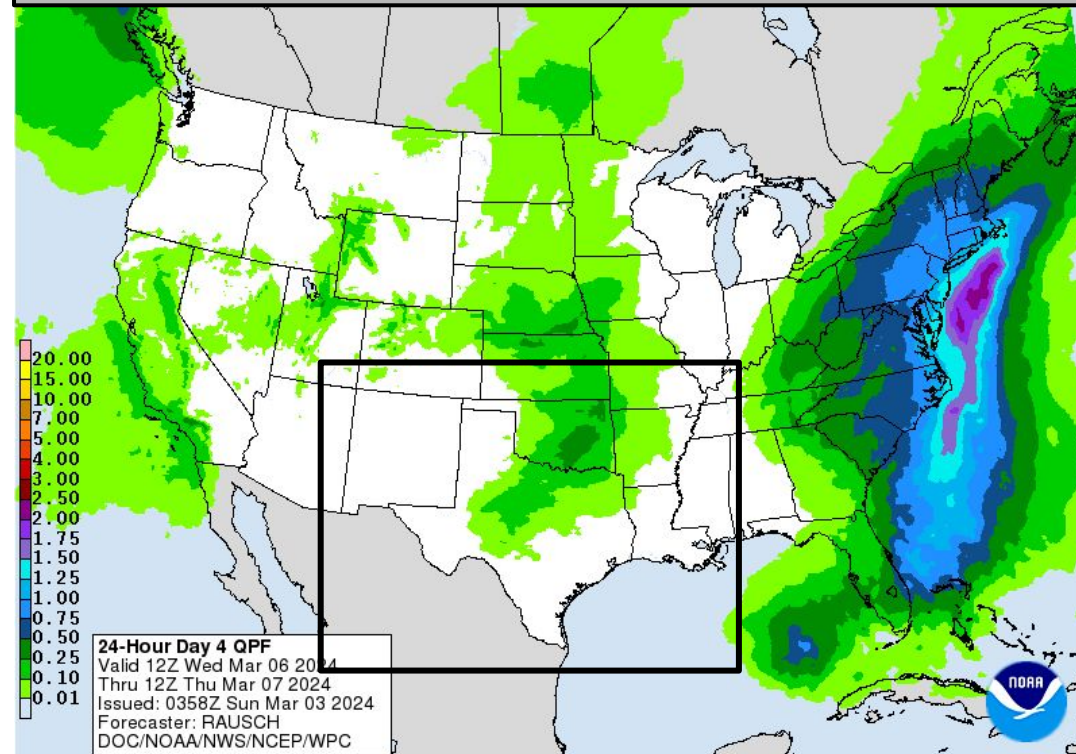 20.00
15.00
10.00
7.00
5.00
4.00
3.00
2.50
2.00
1.75
1.50
1.25
1.00
0.75
0.50
0.25
0.10
0.01
24-Hour Day 4 QPF
Valid 12Z Wed Mar 06 2024
Thru 12Z Thu Mar 07 2024
Issued: 0358Z Sun Mar 03 2024
Forecaster: RAUSCH
DOC/NOAA/NWS/NCEP/WPC
NOAA